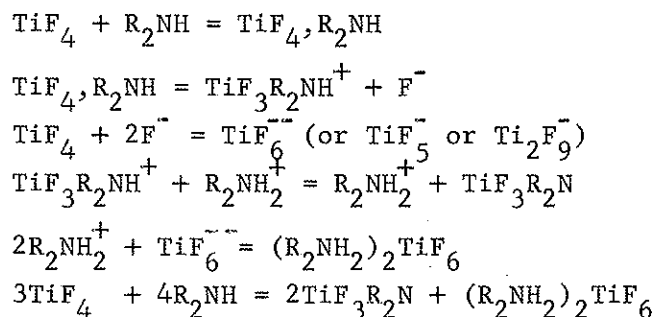 TiF₄ + R₂NH = TiF₄,R₂NH
TiF₄,R₂NH = TiF₃R₂NH⁺ + F⁻
TiF₄ + 2F⁻ = TiF₆⁻⁻ (or TiF₅⁻ or Ti₂F₉⁻)
TiF₃R₂NH⁺ + R₂NH₂⁺ = R₂NH₂⁺ + TiF₃R₂N
2R₂NH₂⁺ + TiF₆⁻⁻ = (R₂NH₂)₂TiF₆
3TiF₄ + 4R₂NH = 2TiF₃R₂N + (R₂NH₂)₂TiF₆